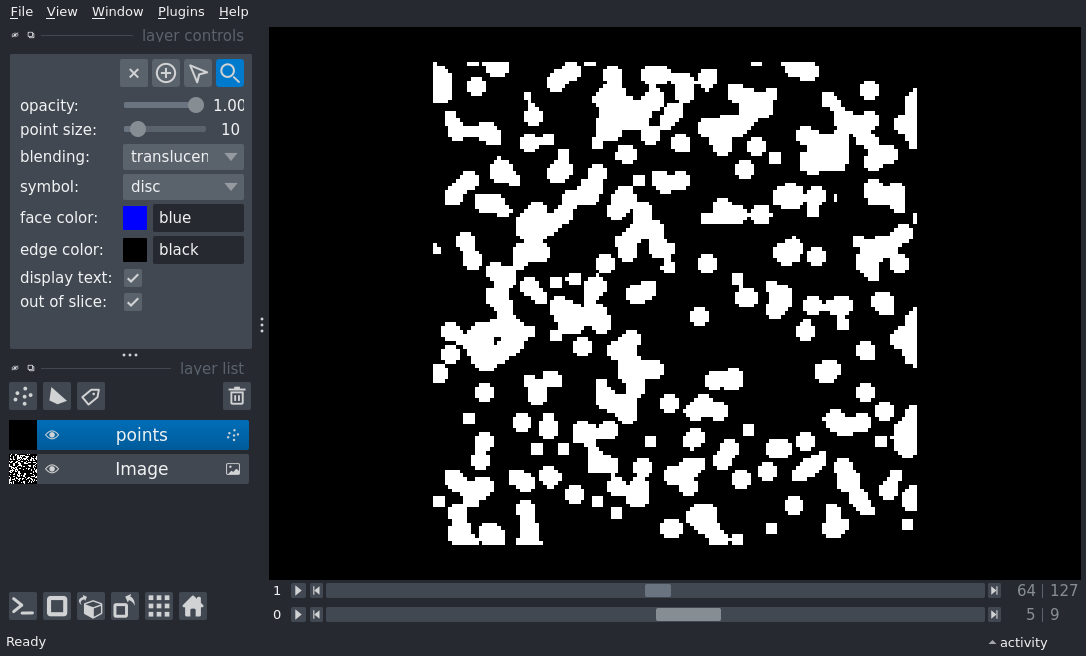 File View Window Plugins Help
layer controls
opacity: 1.00
point size: 10
blending: translucen
symbol: disc
face color: blue
edge color: black
display text:
out of slice:
layer list
points
Image
1 64 | 127
0 5 | 9
Ready activity